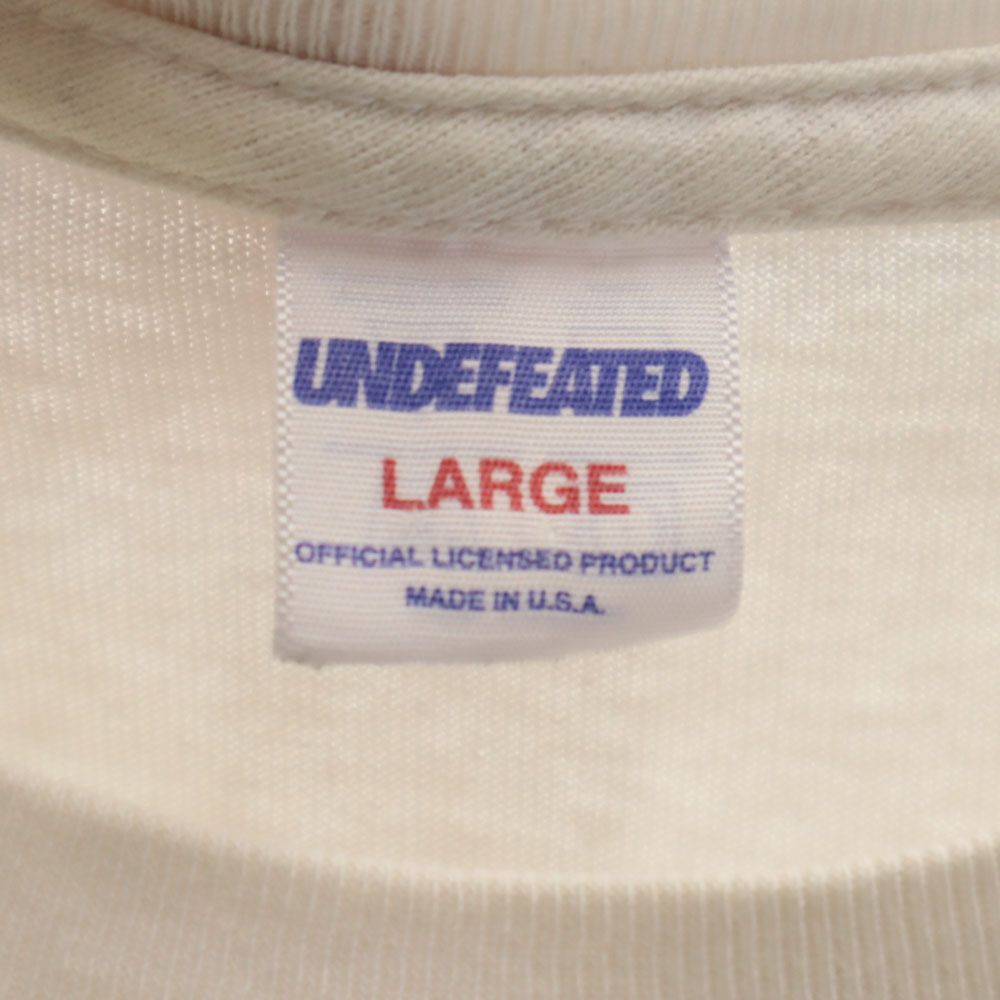 UNDEFEATED
LARGE
OFFICIAL LICENSED PRODUCT
MADE IN U.S.A.